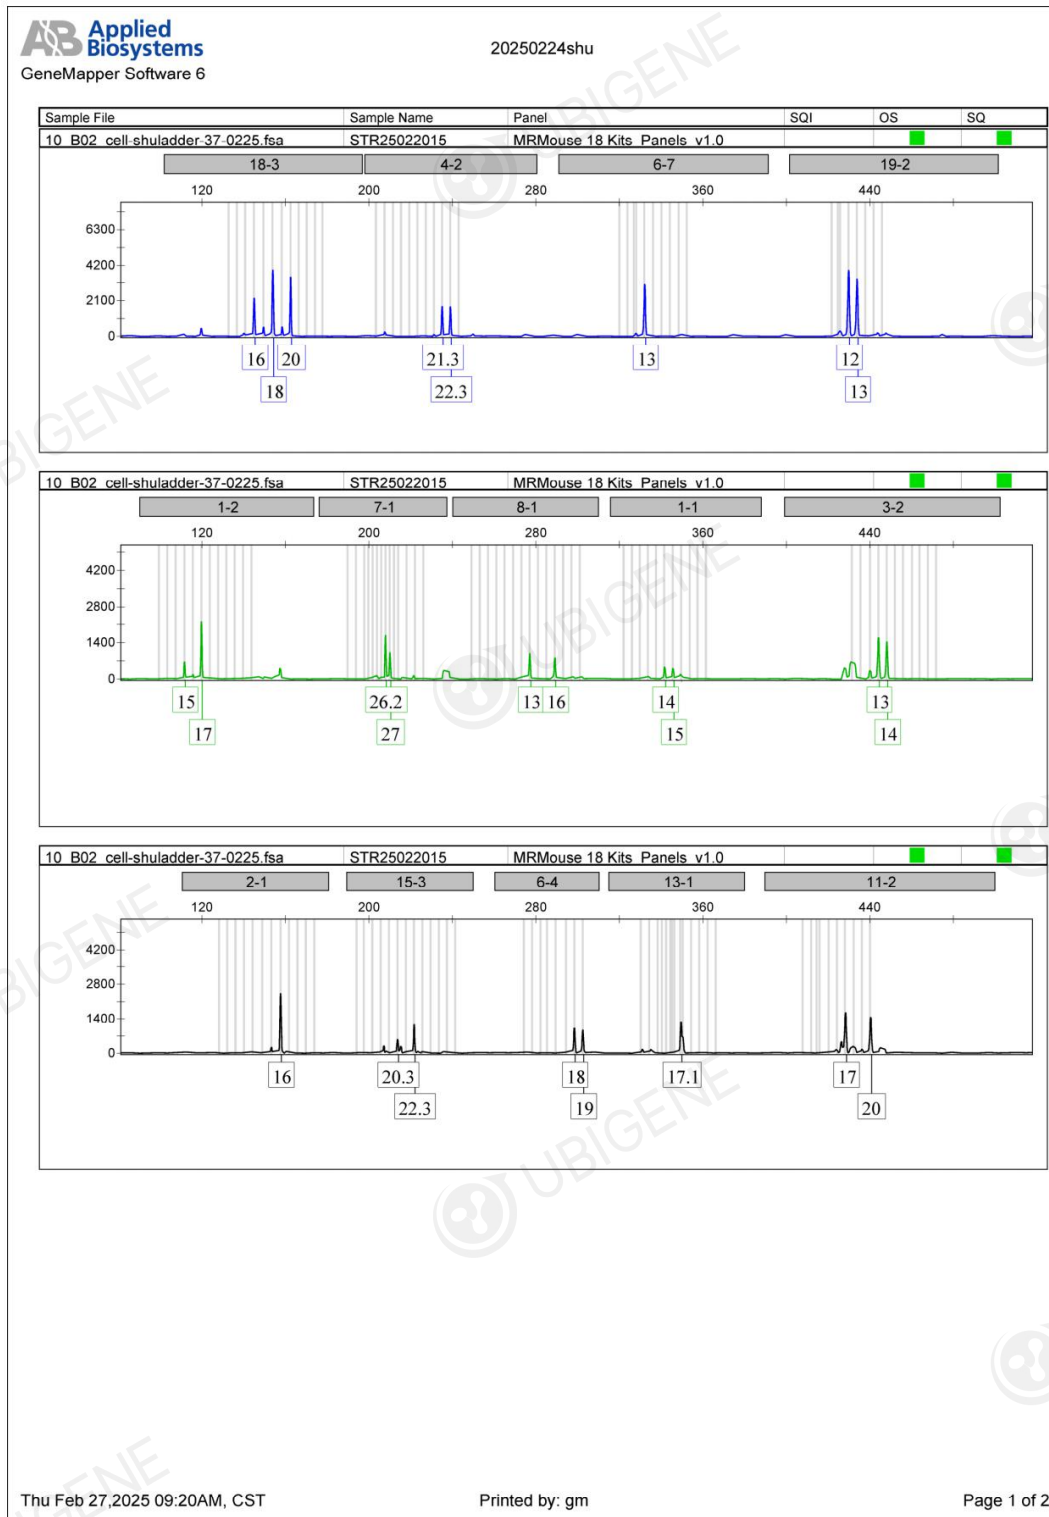 AB Applied
Biosystems
GeneMapper Software 6
20250224shu
Sample File Sample Name Panel SQI OS SQ
10_B02_cell-shuladder-37-0225.fsa STR25022015 MRMouse 18 Kits_Panels_v1.0
18-3 4-2 6-7 19-2
120 200 280 360 440
6300
4200
2100
0
16 20 21.3 13 12
18 22.3 13
10_B02_cell-shuladder-37-0225.fsa STR25022015 MRMouse 18 Kits_Panels_v1.0
1-2 7-1 8-1 1-1 3-2
120 200 280 360 440
4200
2800
1400
0
15 26.2 13 16 14 13
17 27 15 14
10_B02_cell-shuladder-37-0225.fsa STR25022015 MRMouse 18 Kits_Panels_v1.0
2-1 15-3 6-4 13-1 11-2
120 200 280 360 440
4200
2800
1400
0
16 20.3 18 17.1 17
22.3 19 20
Thu Feb 27,2025 09:20AM, CST Printed by: gm Page 1 of 2
UBIGENE
UBIGENE
UBIGENE
UBIGENE
UBIGENE
UBIGENE